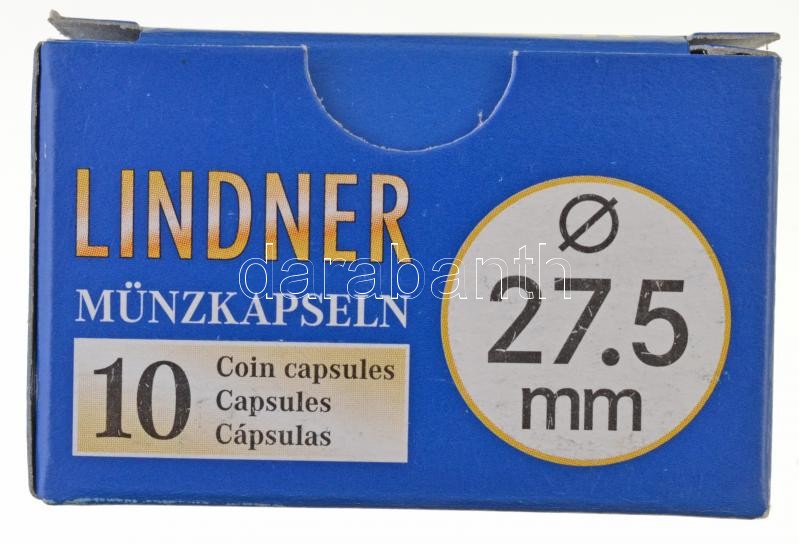 LINDNER
MÜNZKAPSELN
10
Coin capsules
Capsules
Cápsulas
Ø
27.5
mm
darabanth